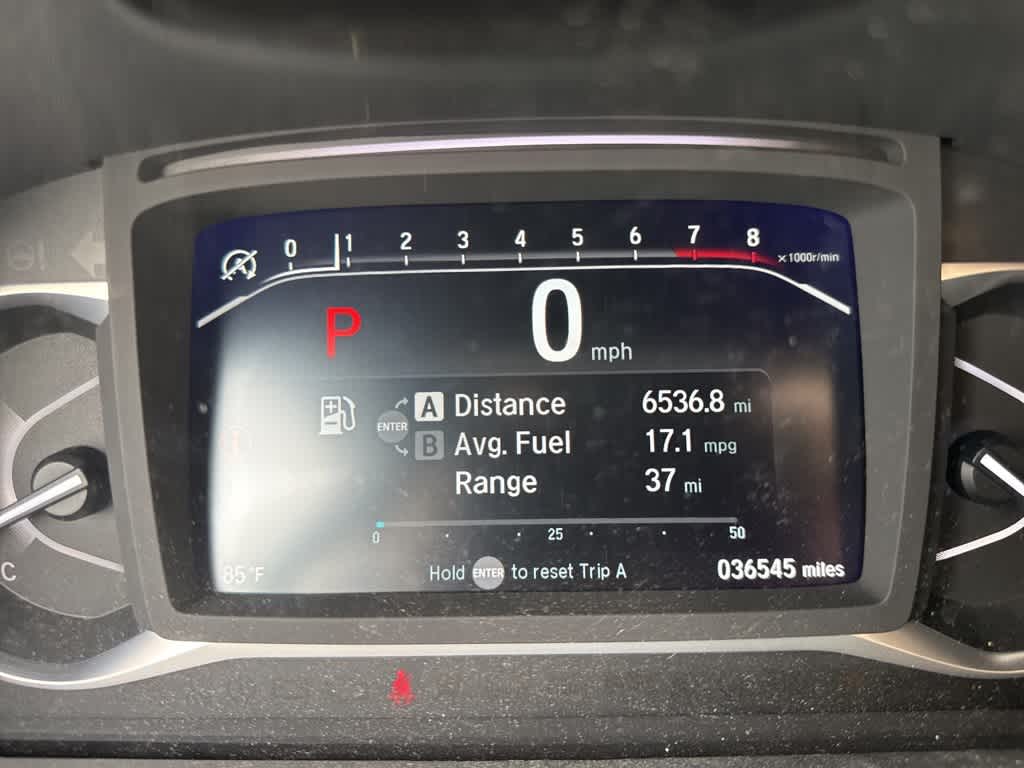 0 1 2 3 4 5 6 7 8 ×1000r/min
A
P
0 mph
A Distance 6536.8 mi
ENTER
B Avg. Fuel 17.1 mpg
Range 37 mi
0 25 50
85°F
Hold ENTER to reset Trip A
036545 miles
C